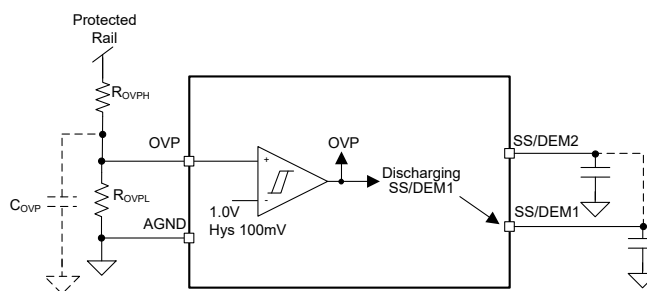 Protected
Rail
R_OVPH
OVP
OVP
SS/DEM2
Discharging
SS/DEM1
C_OVP
R_OVPL
+
-
1.0V
Hys 100mV
AGND
SS/DEM1